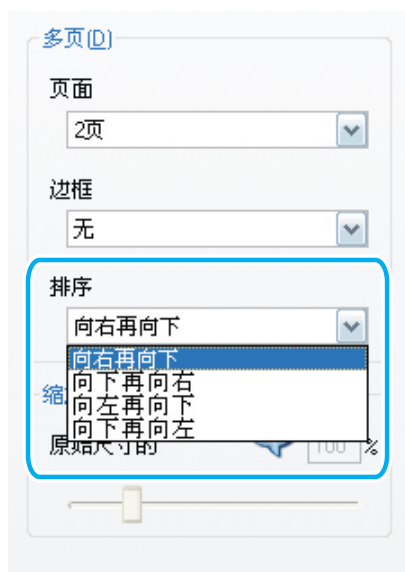 多页(D)
页面
2页
边框
无
排序
向右再向下
向右再向下
向下再向右
向左再向下
向下再向左
缩
原始尺寸的 100 %